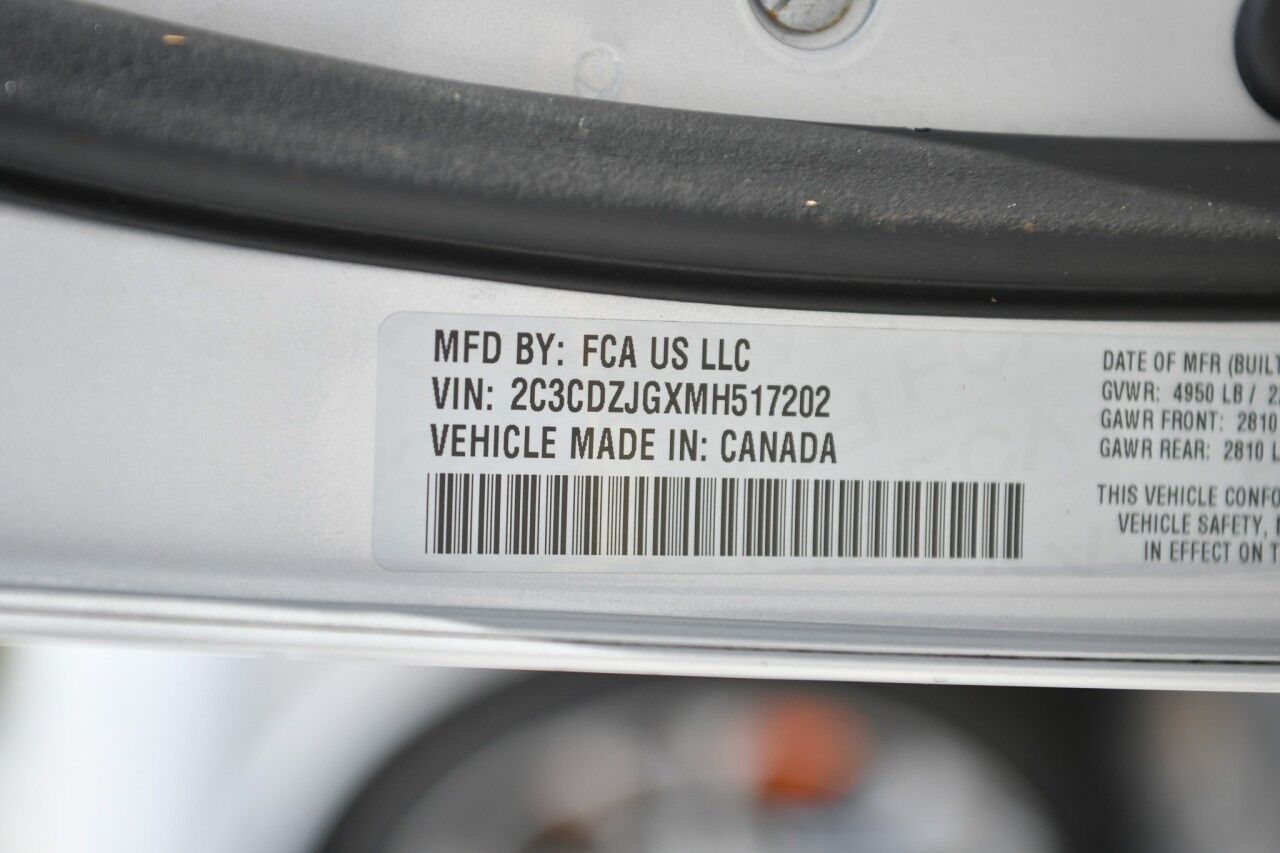 MFD BY: FCA US LLC
VIN: 2C3CDZJGXMH517202
VEHICLE MADE IN: CANADA
DATE OF MFR (BUILT
GVWR: 4950 LB / 2
GAWR FRONT: 2810
GAWR REAR: 2810 L
THIS VEHICLE CONFO
VEHICLE SAFETY,
IN EFFECT ON T